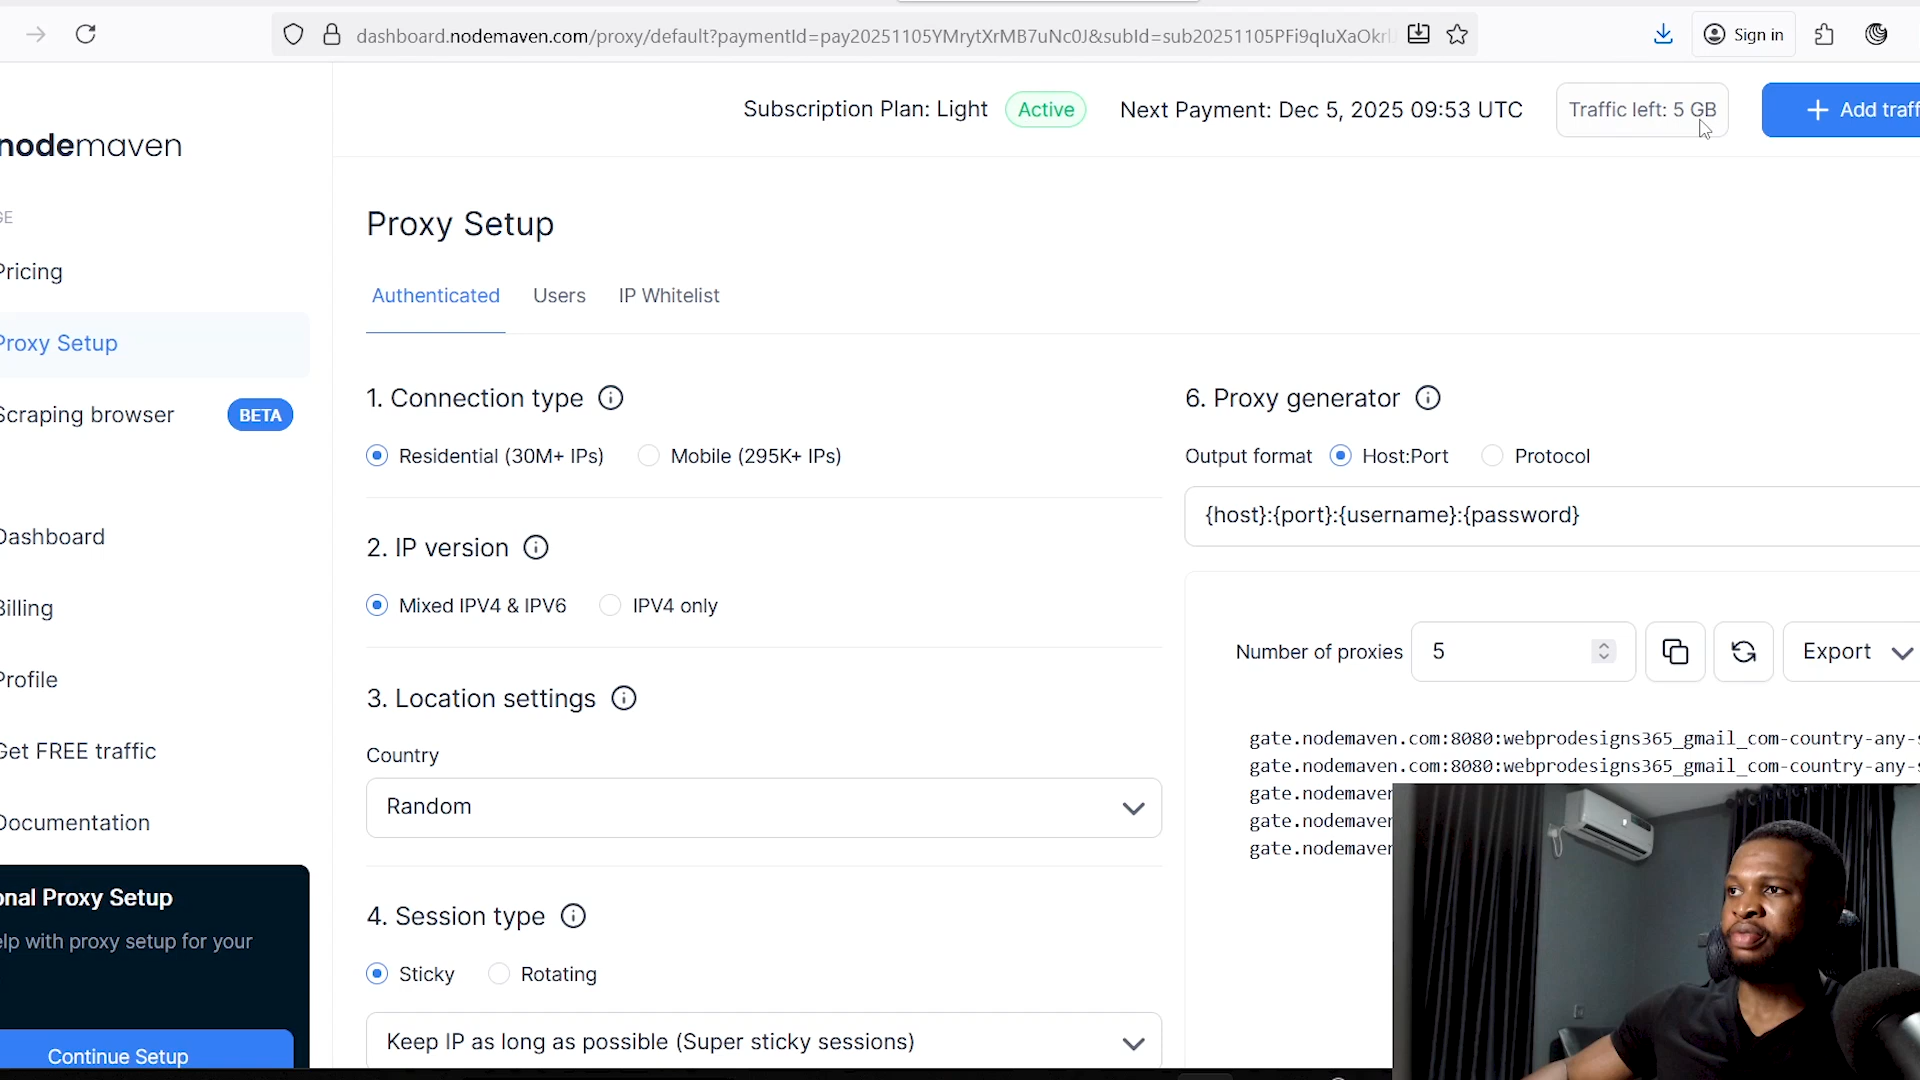 dashboard.nodemaven.com/proxy/default?paymentId=pay20251105YMrytXrMB7uNc0J&subId=sub20251105PFi9qIuXaOkrl
Sign in
Subscription Plan: Light
Active
Next Payment: Dec 5, 2025 09:53 UTC
Traffic left: 5 GB
+ Add traff
nodemaven
GE
Pricing
Proxy Setup
Scraping browser
BETA
Dashboard
Billing
Profile
Get FREE traffic
Documentation
onal Proxy Setup
elp with proxy setup for your
Continue Setup
Proxy Setup
Authenticated
Users
IP Whitelist
1. Connection type
Residential (30M+ IPs)
Mobile (295K+ IPs)
2. IP version
Mixed IPV4 & IPV6
IPV4 only
3. Location settings
Country
Random
4. Session type
Sticky
Rotating
Keep IP as long as possible (Super sticky sessions)
6. Proxy generator
Output format
Host:Port
Protocol
{host}:{port}:{username}:{password}
Number of proxies
5
Export
gate.nodemaven.com:8080:webprodesigns365_gmail_com-country-any-s
gate.nodemaven.com:8080:webprodesigns365_gmail_com-country-any-s
gate.nodemaven
gate.nodemaven
gate.nodemaven